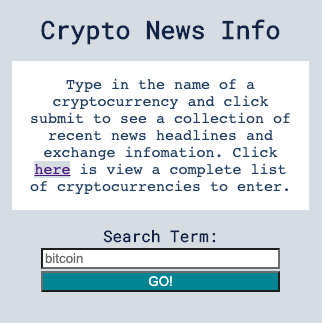 Crypto News Info
Type in the name of a
cryptocurrency and click
submit to see a collection of
recent news headlines and
exchange infomation. Click
here is view a complete list
of cryptocurrencies to enter.
Search Term:
bitcoin
GO!